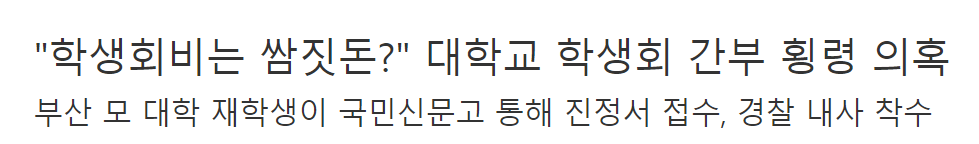 "학생회비는 쌈짓돈?" 대학교 학생회 간부 횡령 의혹
부산 모 대학 재학생이 국민신문고 통해 진정서 접수, 경찰 내사 착수